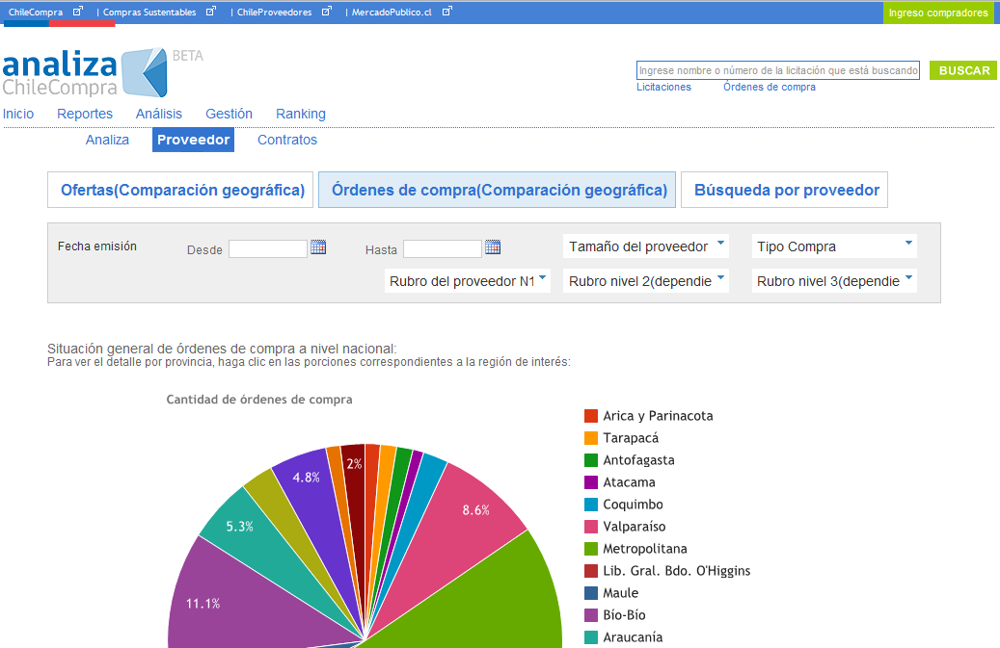 ChileCompra | Compras Sustentables | ChileProveedores | MercadoPublico.cl Ingreso compradores
analiza BETA
ChileCompra
Ingrese nombre o número de la licitación que está buscando BUSCAR
Licitaciones Órdenes de compra
Inicio Reportes Análisis Gestión Ranking
Analiza Proveedor Contratos
Ofertas(Comparación geográfica) Órdenes de compra(Comparación geográfica) Búsqueda por proveedor
Fecha emisión Desde Hasta Tamaño del proveedor Tipo Compra
Rubro del proveedor N1 Rubro nivel 2(dependie Rubro nivel 3(dependie
Situación general de órdenes de compra a nivel nacional:
Para ver el detalle por provincia, haga clic en las porciones correspondientes a la región de interés:
Cantidad de órdenes de compra
Arica y Parinacota
Tarapacá
Antofagasta
Atacama
Coquimbo
Valparaíso
Metropolitana
Lib. Gral. Bdo. O'Higgins
Maule
Bío-Bío
Araucanía
2%
4.8%
8.6%
5.3%
11.1%